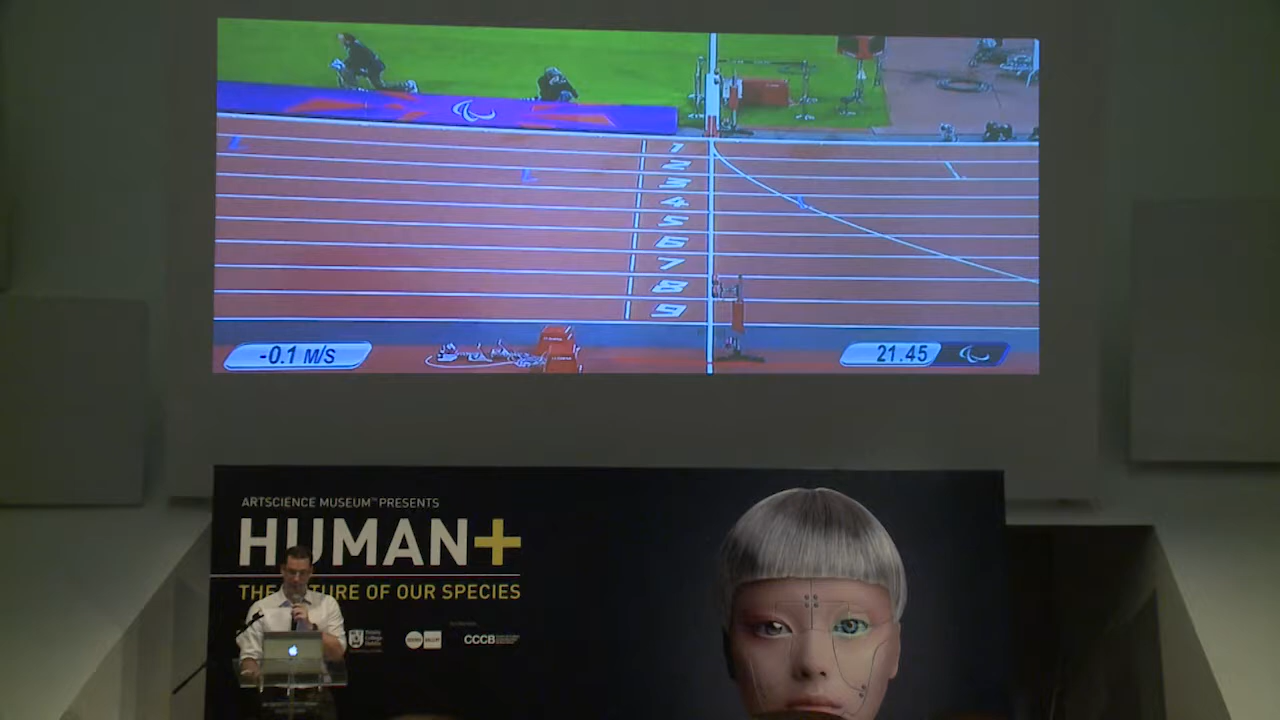 1
2
3
4
5
6
7
8
9
-0.1 M/S
21.45
ARTSCIENCE MUSEUM™ PRESENTS
HUMAN+
THE FUTURE OF OUR SPECIES
CCCB